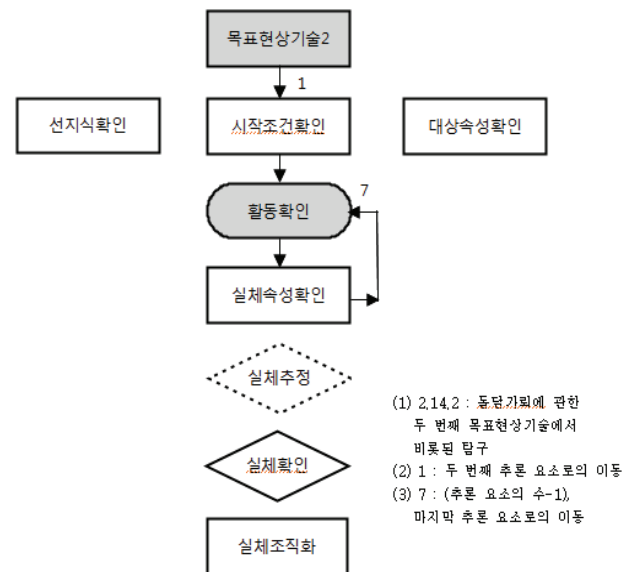 목표현상기술2
1
선지식확인
시작조건확인
대상속성확인
7
활동확인
실체속성확인
실체추정
실체확인
실체조직화
(1) 2,14,2 : 돌덤가뢰에 관한
두 번째 목표현상기술에서
비롯된 탐구
(2) 1 : 두 번째 추론 요소로의 이동
(3) 7 : (추론 요소의 수-1),
마지막 추론 요소로의 이동